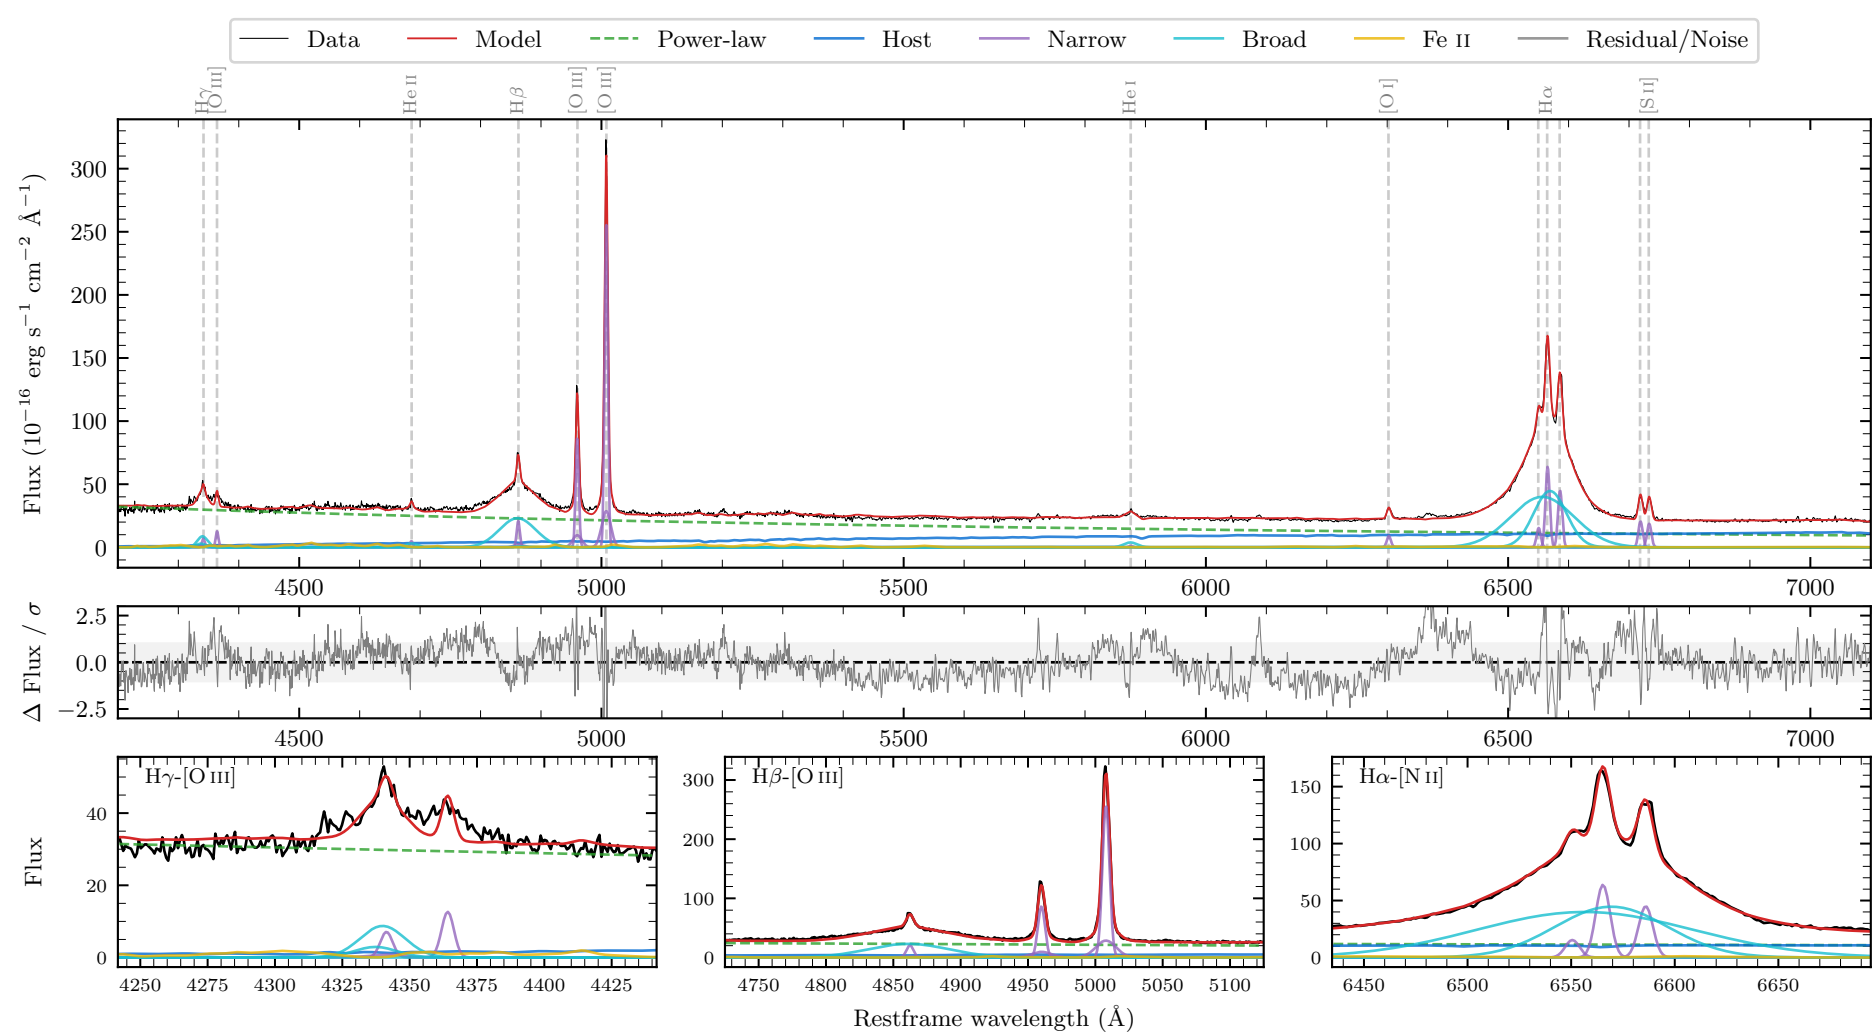 Data Model Power-law Host Narrow Broad Fe II Residual/Noise
Hγ [O III] He II Hβ [O III] [O III] He I [O I] Hα [S II]
Flux (10⁻¹⁶ erg s⁻¹ cm⁻² Å⁻¹)
300
250
200
150
100
50
0
4500 5000 5500 6000 6500 7000
Δ Flux / σ
2.5
0.0
−2.5
4500 5000 5500 6000 6500 7000
Flux
Hγ-[O III]
40
20
0
4250 4275 4300 4325 4350 4375 4400 4425
Hβ-[O III]
300
200
100
0
4750 4800 4850 4900 4950 5000 5050 5100
Hα-[N II]
150
100
50
0
6450 6500 6550 6600 6650
Restframe wavelength (Å)